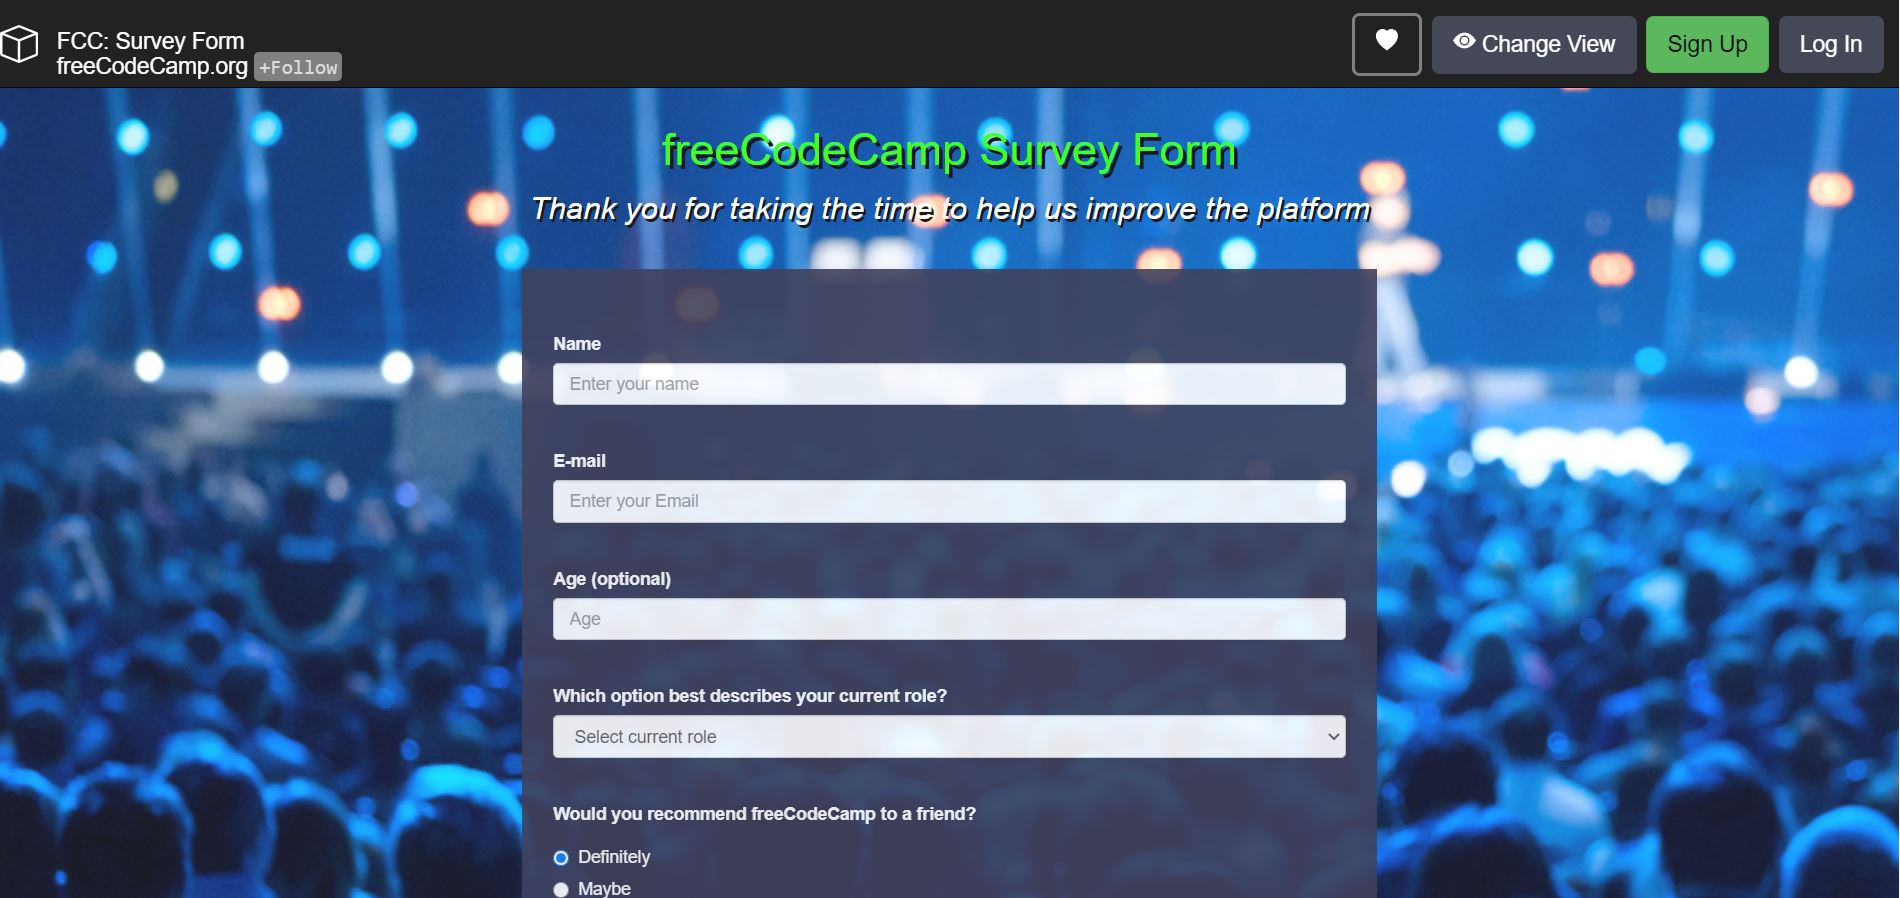 FCC: Survey Form
freeCodeCamp.org +Follow
Change View
Sign Up
Log In
freeCodeCamp Survey Form
Thank you for taking the time to help us improve the platform
Name
Enter your name
E-mail
Enter your Email
Age (optional)
Age
Which option best describes your current role?
Select current role
Would you recommend freeCodeCamp to a friend?
Definitely
Maybe